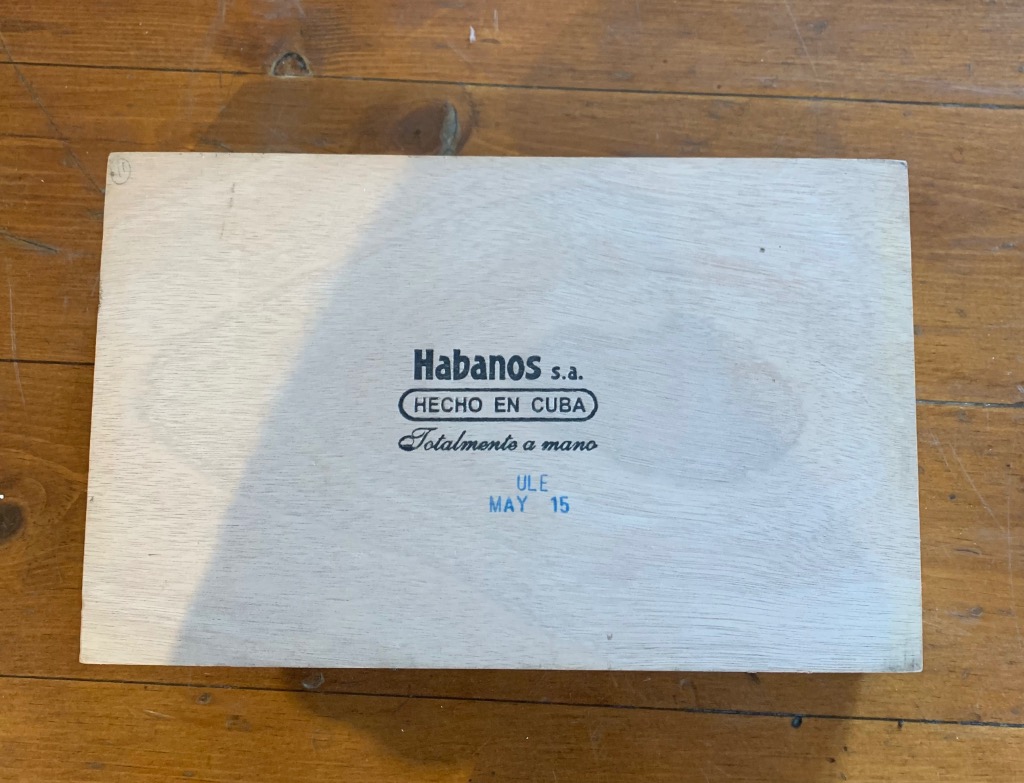 Habanos s.a.
HECHO EN CUBA
Totalmente a mano
ULE
MAY 15